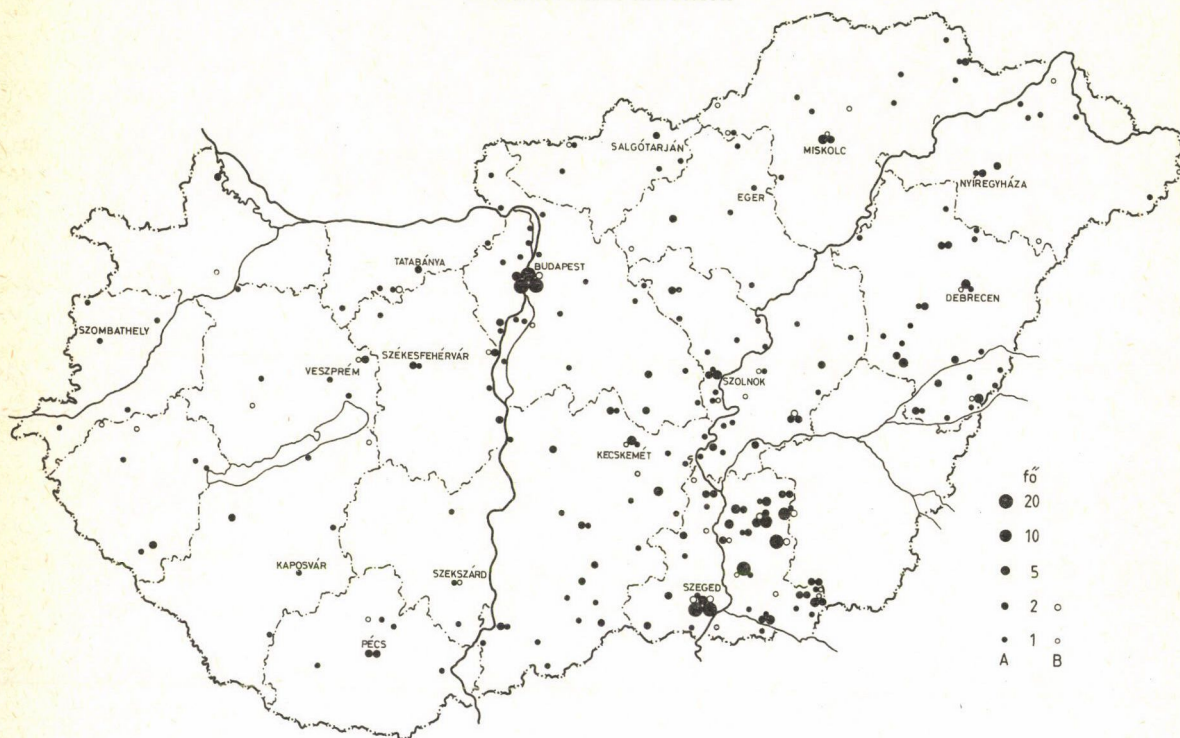 SALGÓTARJÁN
MISKOLC
NYÍREGYHÁZA
EGER
TATABÁNYA
BUDAPEST
DEBRECEN
SZOMBATHELY
SZÉKESFEHÉRVÁR
VESZPRÉM
SZOLNOK
KECSKEMÉT
KAPOSVÁR
SZEKSZÁRD
SZEGED
PÉCS
fő
20
10
5
2
1
A B